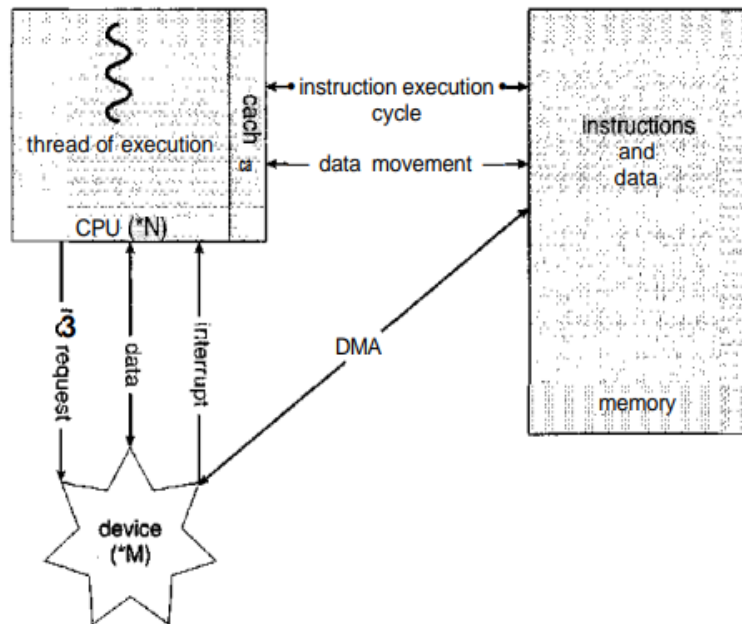 thread of execution
cach
CPU (*N)
instruction execution
cycle
data movement
instructions
and
data
memory
DMA
request
data
interrupt
device
(*M)